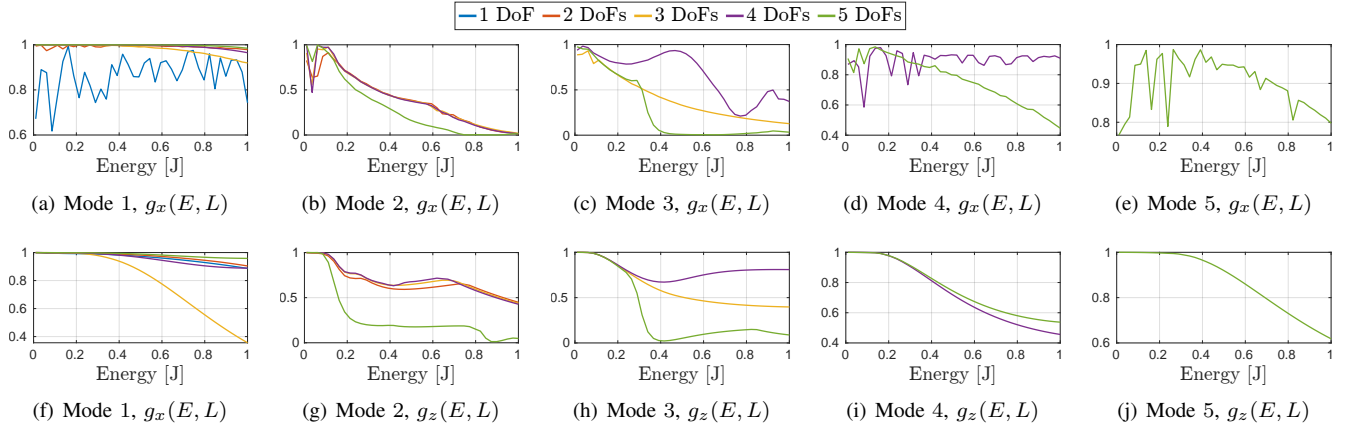 1 DoF 2 DoFs 3 DoFs 4 DoFs 5 DoFs
1
0.8
0.6
0 0.2 0.4 0.6 0.8 1
Energy [J]
(a) Mode 1, g_x(E, L)
1
0.5
0
0 0.2 0.4 0.6 0.8 1
Energy [J]
(b) Mode 2, g_x(E, L)
1
0.5
0
0 0.2 0.4 0.6 0.8 1
Energy [J]
(c) Mode 3, g_x(E, L)
1
0.8
0.6
0.4
0 0.2 0.4 0.6 0.8 1
Energy [J]
(d) Mode 4, g_x(E, L)
1
0.9
0.8
0 0.2 0.4 0.6 0.8 1
Energy [J]
(e) Mode 5, g_x(E, L)
1
0.8
0.6
0.4
0 0.2 0.4 0.6 0.8 1
Energy [J]
(f) Mode 1, g_x(E, L)
1
0.5
0
0 0.2 0.4 0.6 0.8 1
Energy [J]
(g) Mode 2, g_z(E, L)
1
0.5
0
0 0.2 0.4 0.6 0.8 1
Energy [J]
(h) Mode 3, g_z(E, L)
1
0.8
0.6
0.4
0 0.2 0.4 0.6 0.8 1
Energy [J]
(i) Mode 4, g_z(E, L)
1
0.8
0.6
0 0.2 0.4 0.6 0.8 1
Energy [J]
(j) Mode 5, g_z(E, L)